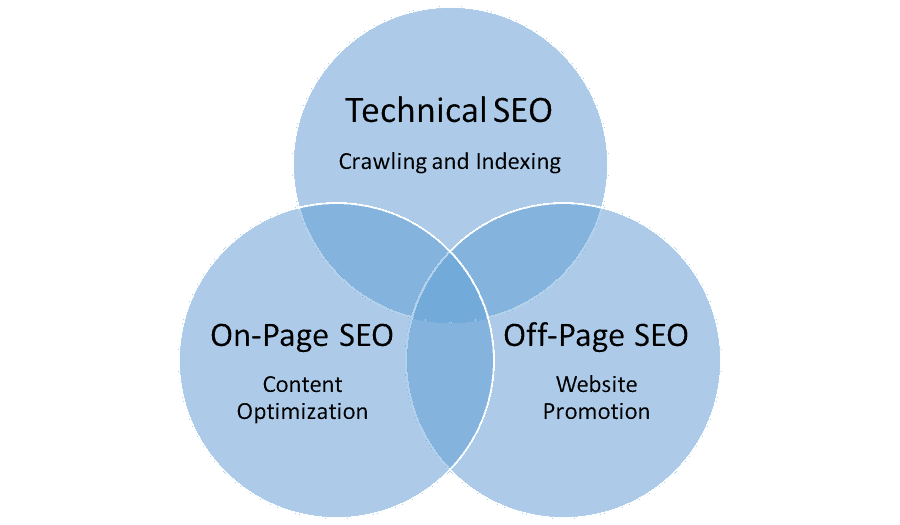 Technical SEO
Crawling and Indexing
On-Page SEO
Content
Optimization
Off-Page SEO
Website
Promotion